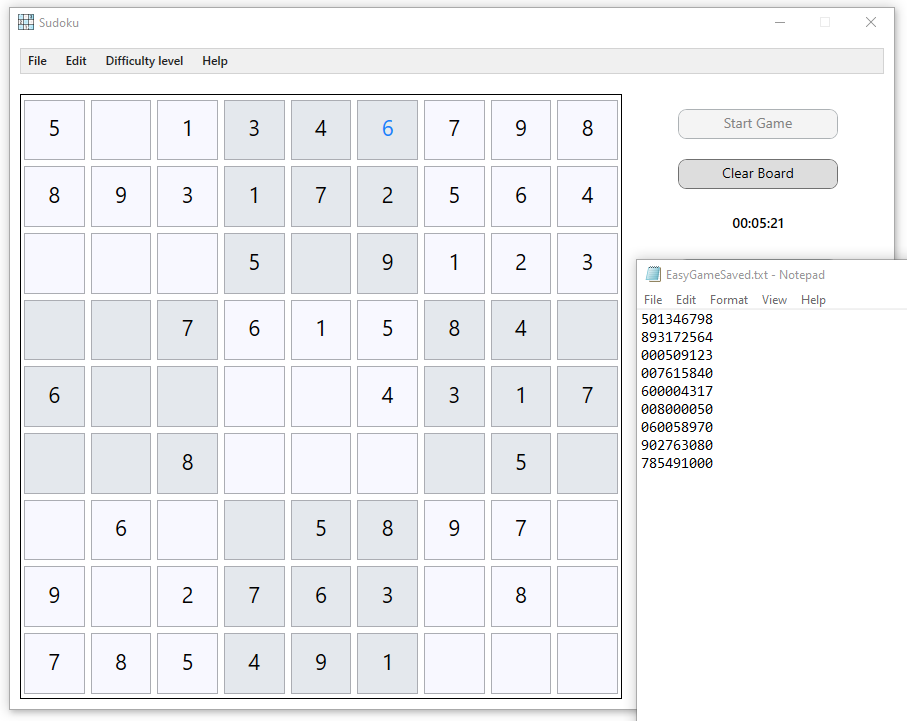 Sudoku
File Edit Difficulty level Help
5 1 3 4 6 7 9 8
8 9 3 1 7 2 5 6 4
5 9 1 2 3
7 6 1 5 8 4
6 4 3 1 7
8 5
6 5 8 9 7
9 2 7 6 3 8
7 8 5 4 9 1
Start Game
Clear Board
00:05:21
EasyGameSaved.txt - Notepad
File Edit Format View Help
501346798
893172564
000509123
007615840
600004317
008000050
060058970
902763080
785491000